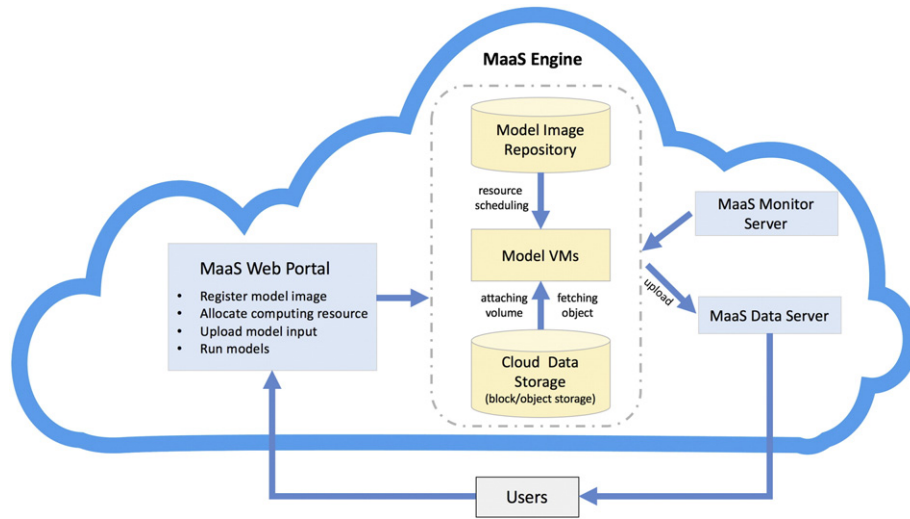 MaaS Engine
Model Image
Repository
resource
scheduling
MaaS Monitor
Server
Model VMs
MaaS Web Portal
• Register model image
• Allocate computing resource
• Upload model input
• Run models
attaching
volume
fetching
object
upload
MaaS Data Server
Cloud Data
Storage
(block/object storage)
Users